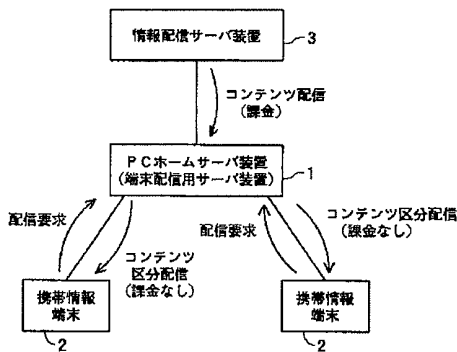 情報配信サーバ装置
3
コンテンツ配信
(課金)
PCホームサーバ装置
(端末配信用サーバ装置)
1
配信要求
コンテンツ
区分配信
(課金なし)
配信要求
コンテンツ区分配信
(課金なし)
携帯情報
端末
2
携帯情報
端末
2